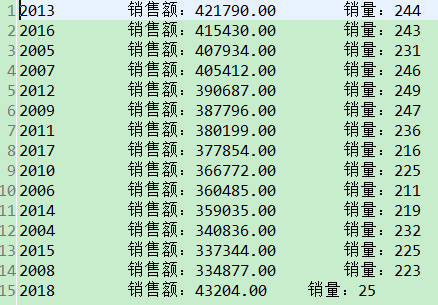 1 2013 销售额：421790.00 销量：244
2 2016 销售额：415430.00 销量：243
3 2005 销售额：407934.00 销量：231
4 2007 销售额：405412.00 销量：246
5 2012 销售额：390687.00 销量：249
6 2009 销售额：387796.00 销量：247
7 2011 销售额：380199.00 销量：236
8 2017 销售额：377854.00 销量：216
9 2010 销售额：366772.00 销量：225
10 2006 销售额：360485.00 销量：211
11 2014 销售额：359035.00 销量：219
12 2004 销售额：340836.00 销量：232
13 2015 销售额：337344.00 销量：225
14 2008 销售额：334877.00 销量：223
15 2018 销售额：43204.00 销量：25